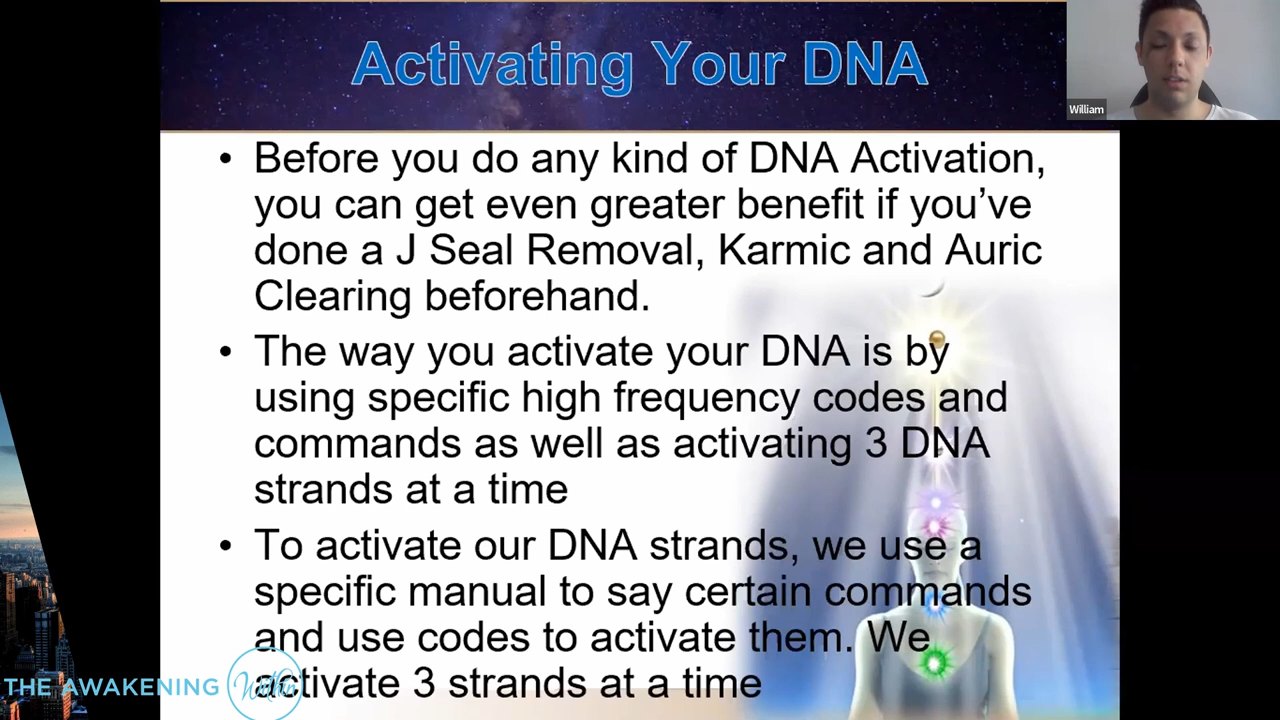 Activating Your DNA
William
• Before you do any kind of DNA Activation,
you can get even greater benefit if you’ve
done a J Seal Removal, Karmic and Auric
Clearing beforehand.
• The way you activate your DNA is by
using specific high frequency codes and
commands as well as activating 3 DNA
strands at a time
• To activate our DNA strands, we use a
specific manual to say certain commands
and use codes to activate them. We
activate 3 strands at a time
THE AWAKENING Within